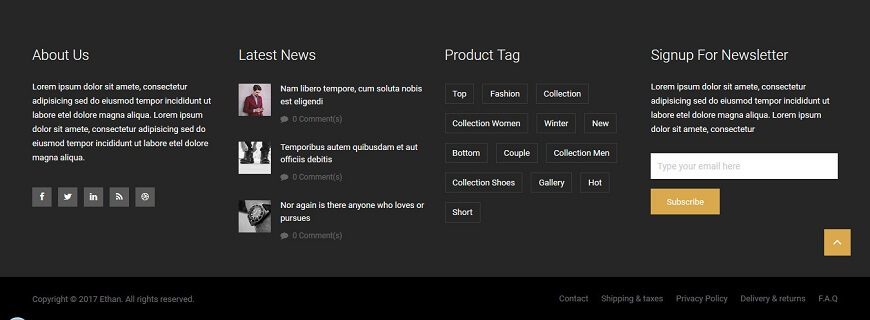 About Us
Lorem ipsum dolor sit amet, consectetur
adipisicing sed do eiusmod tempor incididunt ut
labore etel dolore magna aliqua. Lorem ipsum
dolor sit amet, consectetur adipisicing sed do
eiusmod tempor incididunt ut labore etel dolore
magna aliqua.
Latest News
Nam libero tempore, cum soluta nobis
est eligendi
0 Comment(s)
Temporibus autem quibusdam et aut
officiis debitis
0 Comment(s)
Nor again is there anyone who loves or
pursues
0 Comment(s)
Product Tag
Top Fashion Collection
Collection Women Winter New
Bottom Couple Collection Men
Collection Shoes Gallery Hot
Short
Signup For Newsletter
Lorem ipsum dolor sit amet, consectetur
adipisicing sed do eiusmod tempor incididunt ut
labore etel dolore magna aliqua. Lorem ipsum
dolor sit amet, consectetur
Type your email here
Subscribe
Copyright © 2017 Ethan. All rights reserved.
Contact Shipping & taxes Privacy Policy Delivery & returns F.A.Q